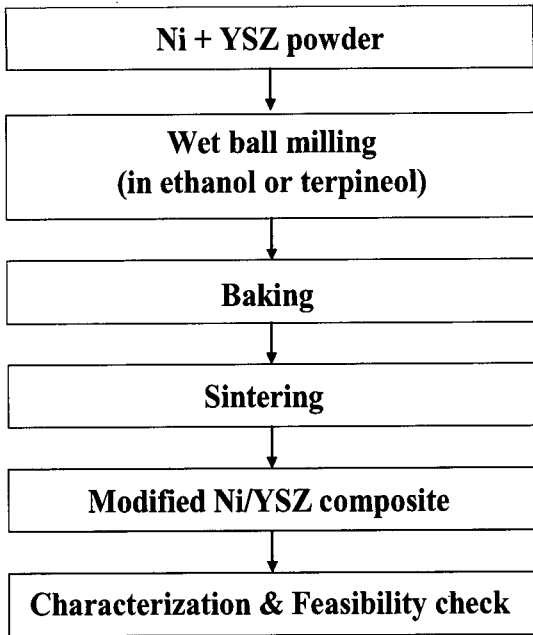 Ni + YSZ powder
Wet ball milling
(in ethanol or terpineol)
Baking
Sintering
Modified Ni/YSZ composite
Characterization & Feasibility check